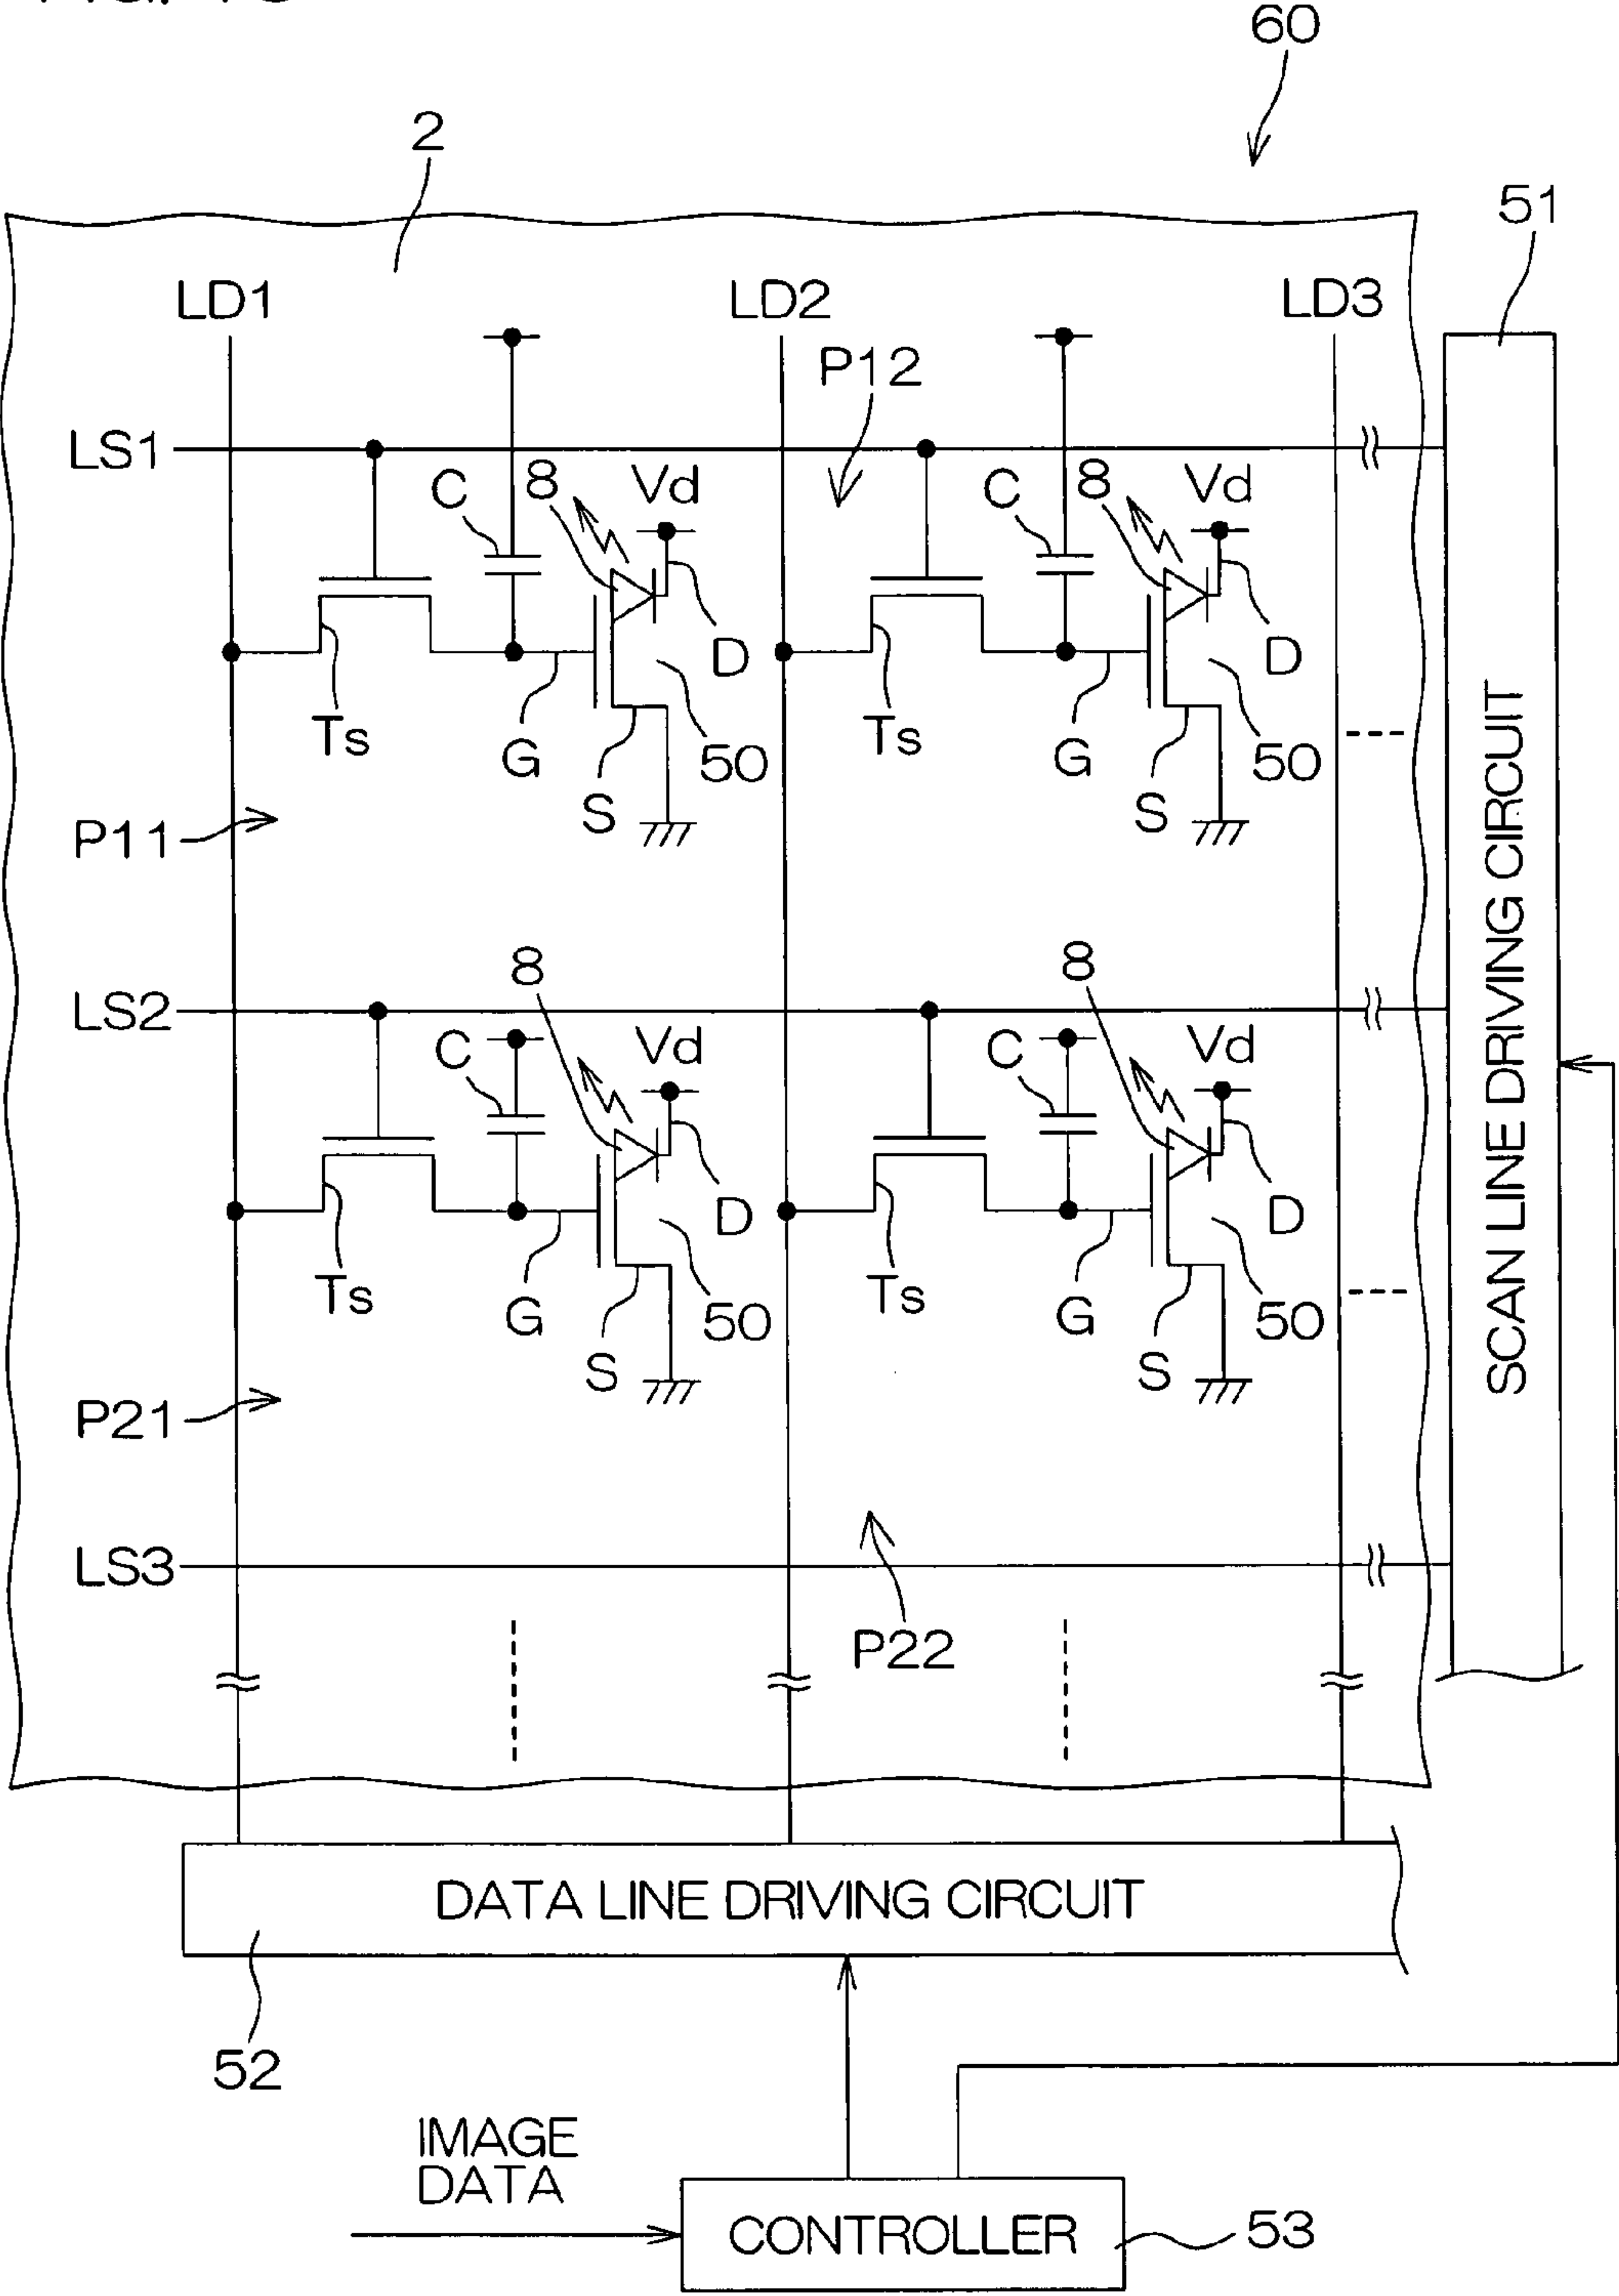 60
2
51
LD1 LD2 LD3
P12
LS1
C 8 Vd C 8 Vd
D D
Ts G S 50 Ts G S 50
P11
SCAN LINE DRIVING CIRCUIT
8 8
LS2
C Vd C Vd
D D
Ts G S 50 Ts G S 50
P21
LS3
P22
DATA LINE DRIVING CIRCUIT
52
IMAGE
DATA
CONTROLLER 53